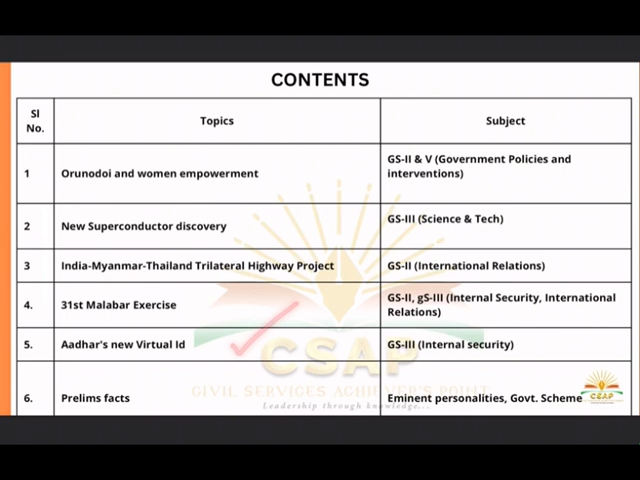 CONTENTS
Sl No. Topics Subject
1 Orunodoi and women empowerment GS-II & V (Government Policies and interventions)
2 New Superconductor discovery GS-III (Science & Tech)
3 India-Myanmar-Thailand Trilateral Highway Project GS-II (International Relations)
4. 31st Malabar Exercise GS-II, gS-III (Internal Security, International Relations)
5. Aadhar's new Virtual Id GS-III (Internal security)
6. Prelims facts Eminent personalities, Govt. Scheme
CSAP
CIVIL SERVICES ACHIEVER'S POINT
Leadership through knowledge...
CSAP